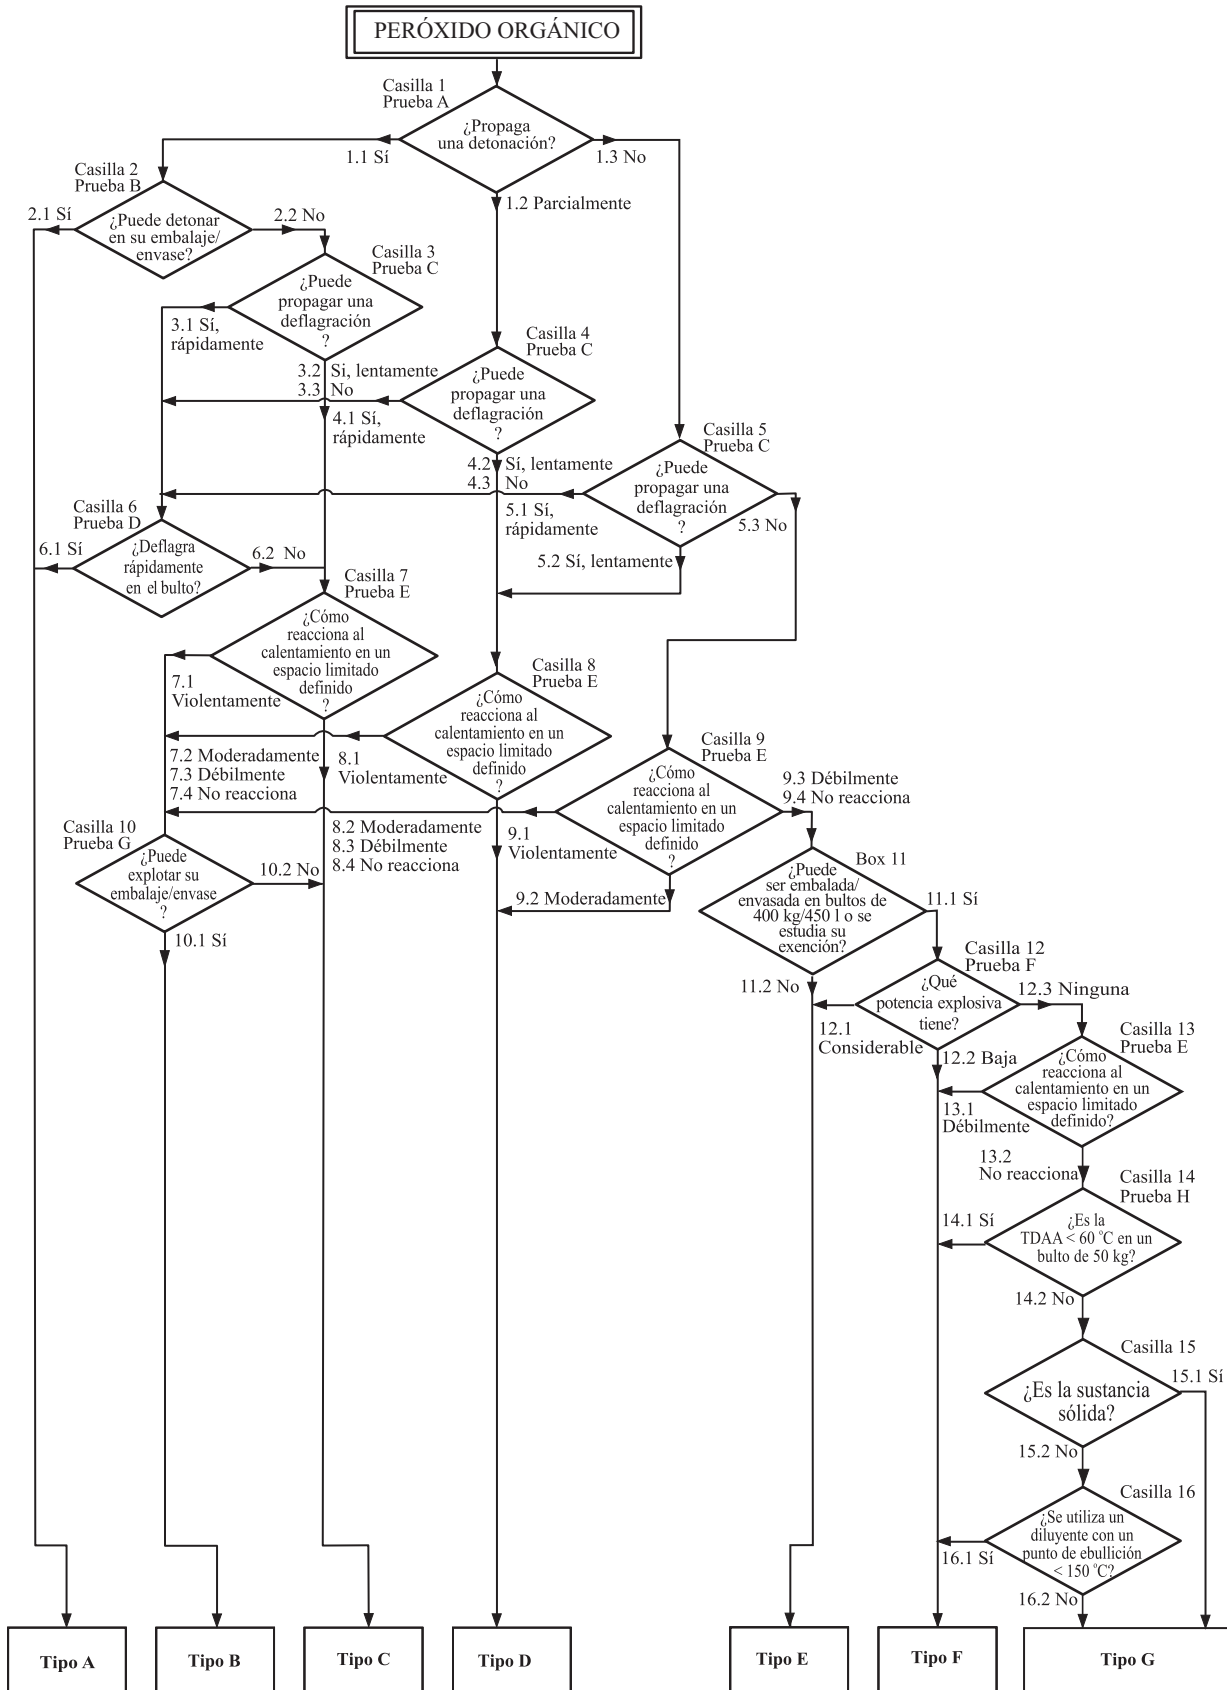 PERÓXIDO ORGÁNICO
Casilla 1
Prueba A
¿Propaga
una detonación?
1.1 Sí
1.3 No
1.2 Parcialmente
Casilla 2
Prueba B
2.1 Sí
¿Puede detonar
en su embalaje/
envase?
2.2 No
Casilla 3
Prueba C
¿Puede
propagar una
deflagración
?
3.1 Sí,
rápidamente
3.2 Si, lentamente
3.3 No
Casilla 4
Prueba C
¿Puede
propagar una
deflagración
?
4.1 Sí,
rápidamente
4.2 Sí, lentamente
4.3 No
Casilla 5
Prueba C
¿Puede
propagar una
deflagración
?
5.1 Sí,
rápidamente
5.3 No
5.2 Sí, lentamente
Casilla 6
Prueba D
6.1 Sí
¿Deflagra
rápidamente
en el bulto?
6.2 No
Casilla 7
Prueba E
¿Cómo
reacciona al
calentamiento en un
espacio limitado
definido
?
7.1
Violentamente
7.2 Moderadamente
7.3 Débilmente
7.4 No reacciona
Casilla 8
Prueba E
¿Cómo
reacciona al
calentamiento en un
espacio limitado
definido
?
8.1
Violentamente
8.2 Moderadamente
8.3 Débilmente
8.4 No reacciona
Casilla 9
Prueba E
¿Cómo
reacciona al
calentamiento en un
espacio limitado
definido
?
9.3 Débilmente
9.4 No reacciona
9.1
Violentamente
9.2 Moderadamente
Casilla 10
Prueba G
¿Puede
explotar su
embalaje/envase
?
10.2 No
10.1 Sí
Box 11
¿Puede
ser embalada/
envasada en bultos de
400 kg/450 l o se
estudia su
exención?
11.1 Sí
11.2 No
Casilla 12
Prueba F
¿Qué
potencia explosiva
tiene?
12.3 Ninguna
12.1
Considerable
12.2 Baja
Casilla 13
Prueba E
¿Cómo
reacciona al
calentamiento en un
espacio limitado
definido?
13.1
Débilmente
13.2
No reacciona
Casilla 14
Prueba H
14.1 Sí
¿Es la
TDAA < 60 °C en un
bulto de 50 kg?
14.2 No
Casilla 15
15.1 Sí
¿Es la sustancia
sólida?
15.2 No
Casilla 16
¿Se utiliza un
diluyente con un
punto de ebullición
< 150 °C?
16.1 Sí
16.2 No
Tipo A
Tipo B
Tipo C
Tipo D
Tipo E
Tipo F
Tipo G